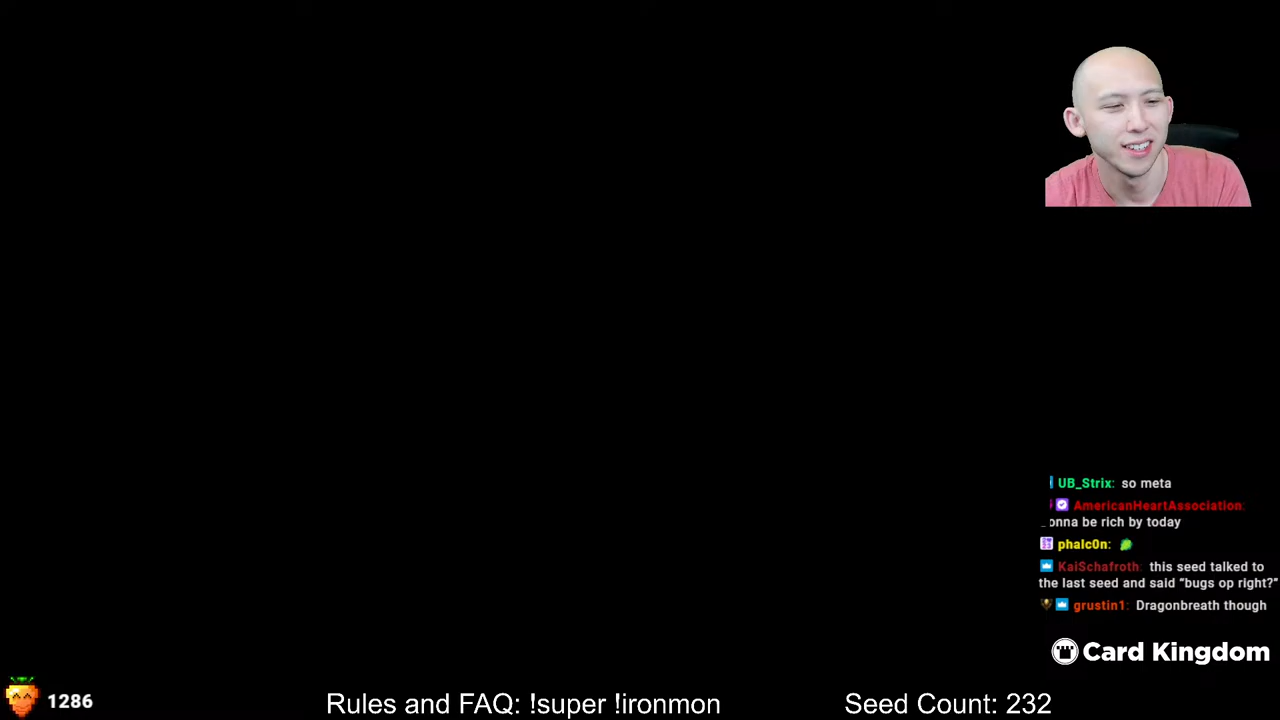 UB_Strix: so meta
AmericanHeartAssociation:
onna be rich by today
phalc0n:
KaiSchafroth: this seed talked to
the last seed and said “bugs op right?”
grustin1: Dragonbreath though
Card Kingdom
1286
Rules and FAQ: !super !ironmon
Seed Count: 232